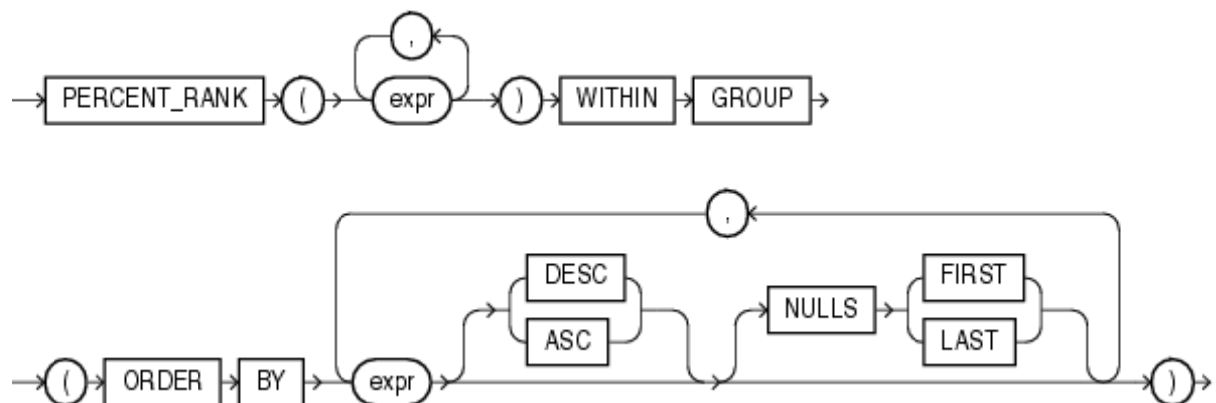 ,
PERCENT_RANK ( expr ) WITHIN GROUP
,
DESC FIRST
NULLS
ASC LAST
( ORDER BY expr )